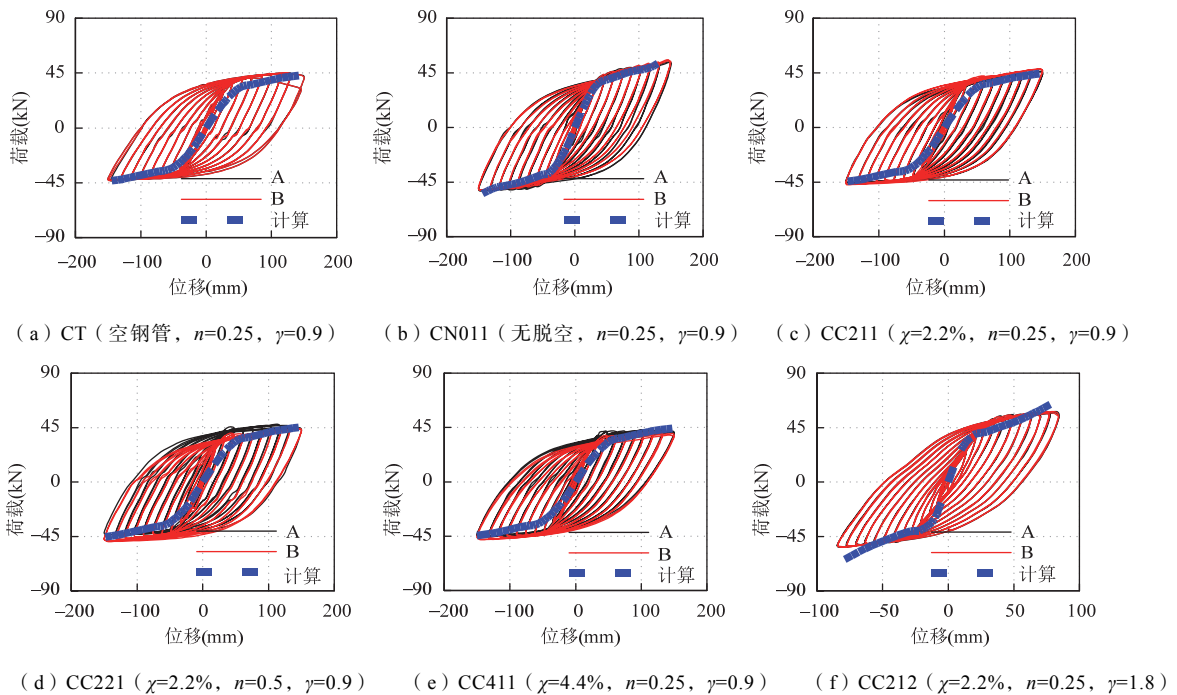 90
45
0
–45
–90
荷载(kN)
A
B
计算
–200
–100
0
100
200
位移(mm)
(a)CT(空钢管，n=0.25，γ=0.9)
90
45
0
–45
–90
荷载(kN)
A
B
计算
–200
–100
0
100
200
位移(mm)
(b)CN011(无脱空，n=0.25，γ=0.9)
90
45
0
–45
–90
荷载(kN)
A
B
计算
–200
–100
0
100
200
位移(mm)
(c)CC211(χ=2.2%，n=0.25，γ=0.9)
90
45
0
–45
–90
荷载(kN)
A
B
计算
–200
–100
0
100
200
位移(mm)
(d)CC221(χ=2.2%，n=0.5，γ=0.9)
90
45
0
–45
–90
荷载(kN)
A
B
计算
–200
–100
0
100
200
位移(mm)
(e)CC411(χ=4.4%，n=0.25，γ=0.9)
90
45
0
–45
–90
荷载(kN)
A
B
计算
–100
–50
0
50
100
位移(mm)
(f)CC212(χ=2.2%，n=0.25，γ=1.8)